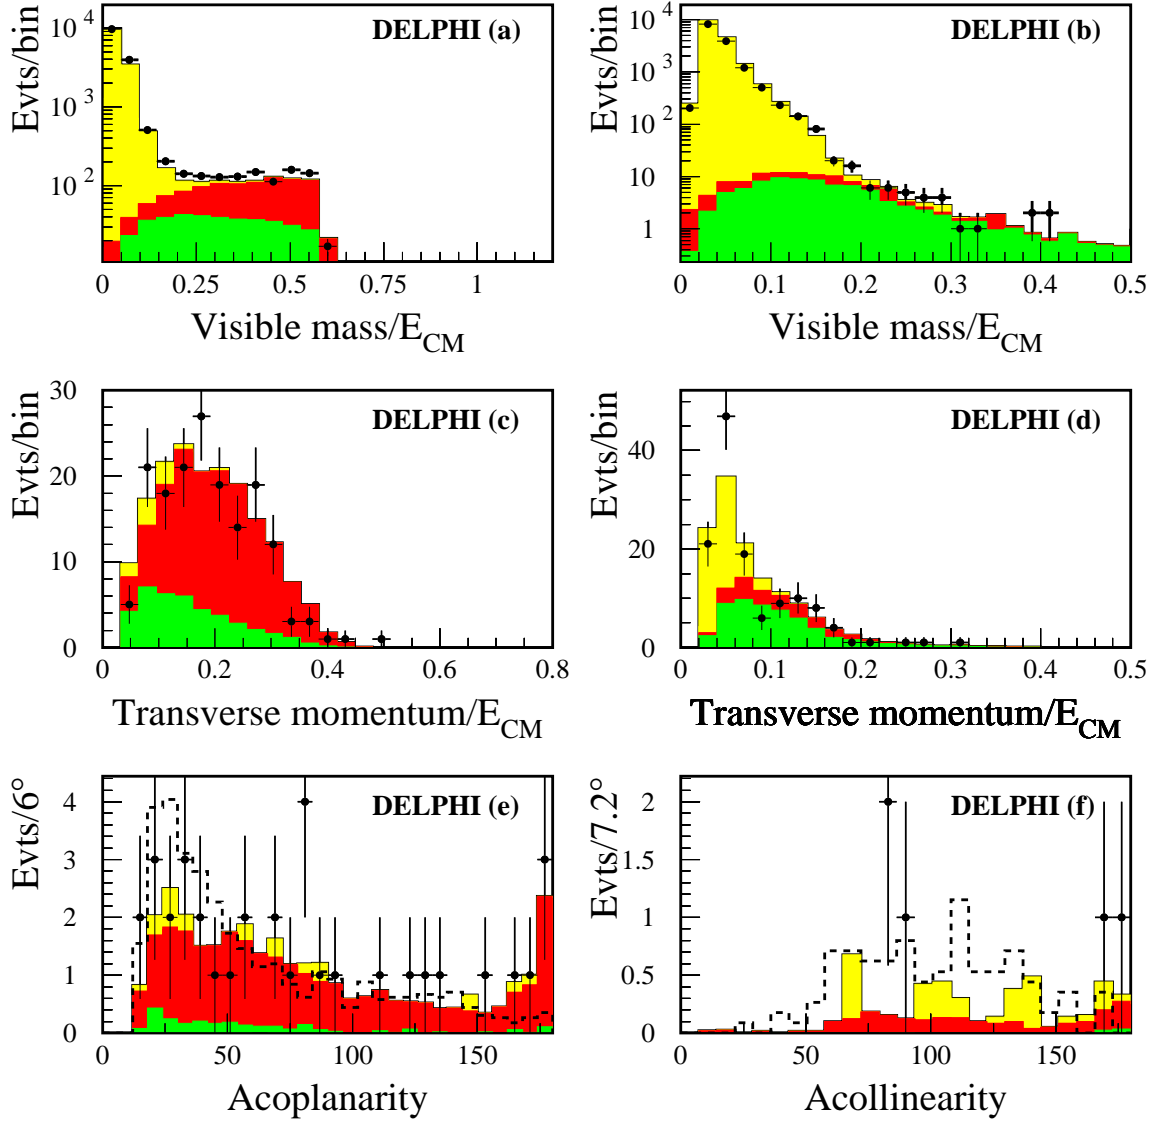 DELPHI (a)
Evts/bin
10 4
10 3
10 2
0 0.25 0.5 0.75 1
Visible mass/E_CM
DELPHI (b)
Evts/bin
10 4
10 3
10 2
10
1
0 0.1 0.2 0.3 0.4 0.5
Visible mass/E_CM
DELPHI (c)
Evts/bin
30
20
10
0
0 0.2 0.4 0.6 0.8
Transverse momentum/E_CM
DELPHI (d)
Evts/bin
40
20
0
0 0.1 0.2 0.3 0.4 0.5
Transverse momentum/E_CM
DELPHI (e)
Evts/6°
4
3
2
1
0
0 50 100 150
Acoplanarity
DELPHI (f)
Evts/7.2°
2
1.5
1
0.5
0
0 50 100 150
Acollinearity